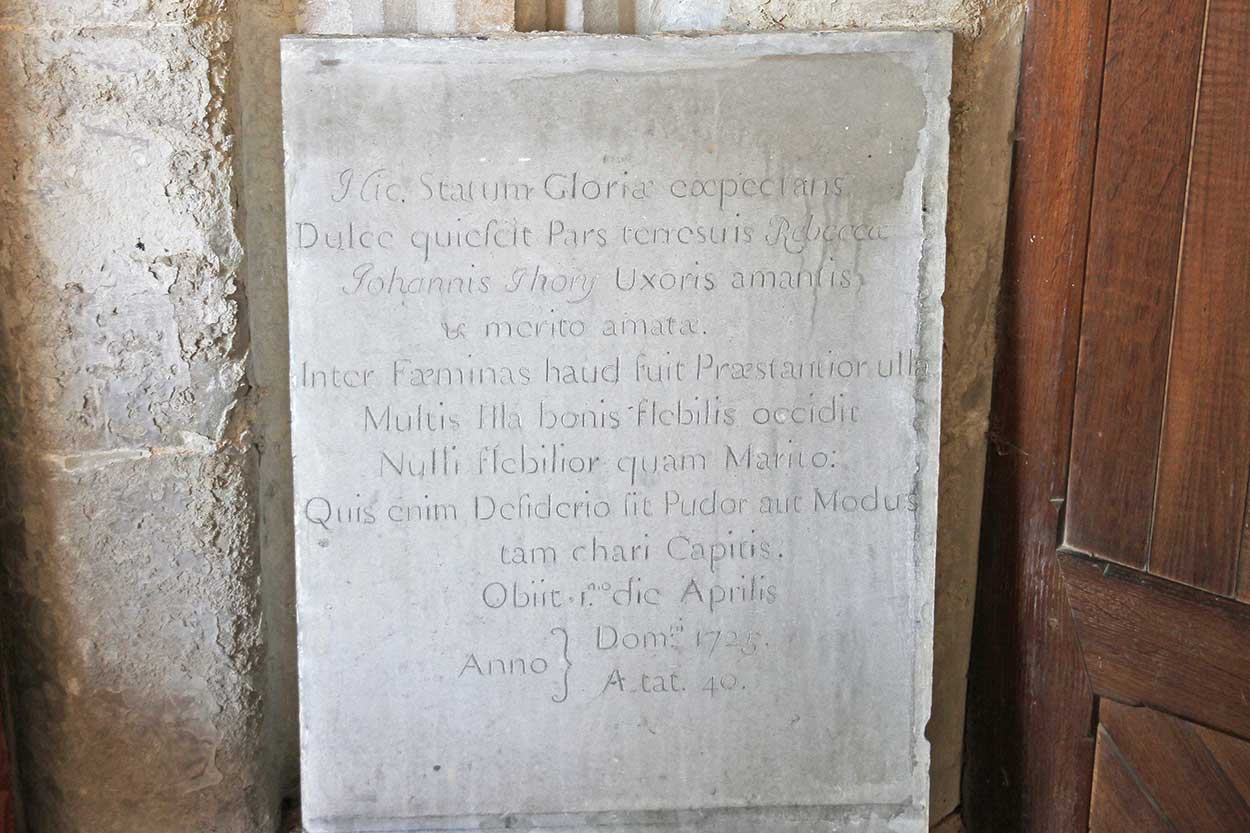 Hic Statum Gloriæ expectans
Dulce quieſcit Pars terresuis Rebeccæ
Johannis Thory Uxoris amantis
& merito amatæ.
Inter Fæminas haud fuit Præstantior ulla
Multis Illa bonis flebilis occidit
Nulli flebilior quam Marito:
Quis enim Deſiderio ſit Pudor aut Modus
tam chari Capitis.
Obiit 1.mo die Aprilis
Anno } Dom.ni 1725.
Ætat. 40.